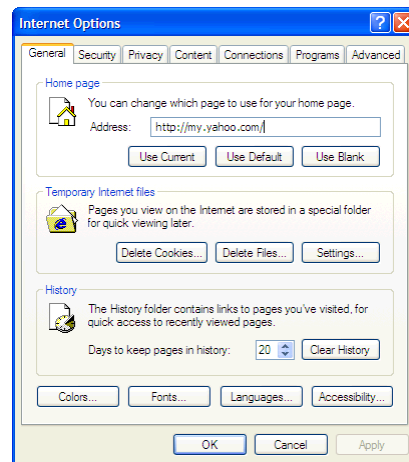 Internet Options
General Security Privacy Content Connections Programs Advanced
Home page
You can change which page to use for your home page.
Address: http://my.yahoo.com/
Use Current Use Default Use Blank
Temporary Internet files
Pages you view on the Internet are stored in a special folder
for quick viewing later.
Delete Cookies... Delete Files... Settings...
History
The History folder contains links to pages you've visited, for
quick access to recently viewed pages.
Days to keep pages in history: 20 Clear History
Colors... Fonts... Languages... Accessibility...
OK Cancel Apply